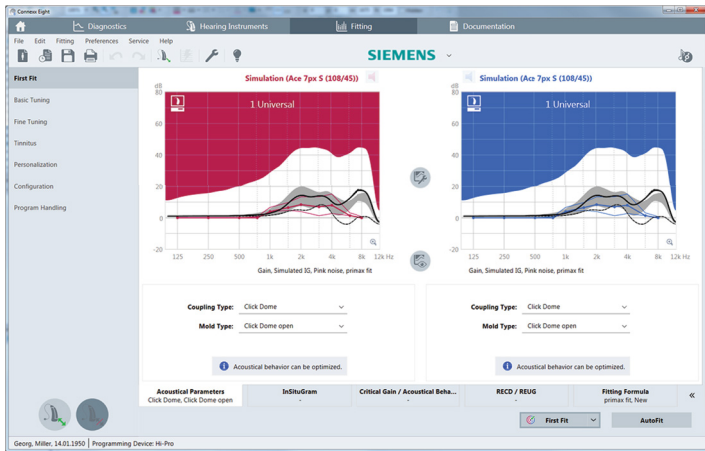 Connexx Eight
Diagnostics
Hearing Instruments
Fitting
Documentation
File Edit Fitting Preferences Service Help
SIEMENS
First Fit
Basic Tuning
Fine Tuning
Tinnitus
Personalization
Configuration
Program Handling
Simulation (Ace 7px S (108/45))
dB
80
60
40
20
0
-20
1 Universal
125 250 500 1k 2k 4k 8k 12k Hz
Gain, Simulated IG, Pink noise, primax fit
Simulation (Ace 7px S (108/45))
dB
80
60
40
20
0
-20
1 Universal
125 250 500 1k 2k 4k 8k 12k Hz
Gain, Simulated IG, Pink noise, primax fit
Coupling Type: Click Dome
Mold Type: Click Dome open
Acoustical behavior can be optimized.
Coupling Type: Click Dome
Mold Type: Click Dome open
Acoustical behavior can be optimized.
Acoustical Parameters
Click Dome, Click Dome open
InSituGram
-
Critical Gain / Acoustical Beha...
-
RECD / REUG
-
Fitting Formula
primax fit, New
«
First Fit
AutoFit
Georg, Miller, 14.01.1950 | Programming Device: Hi-Pro